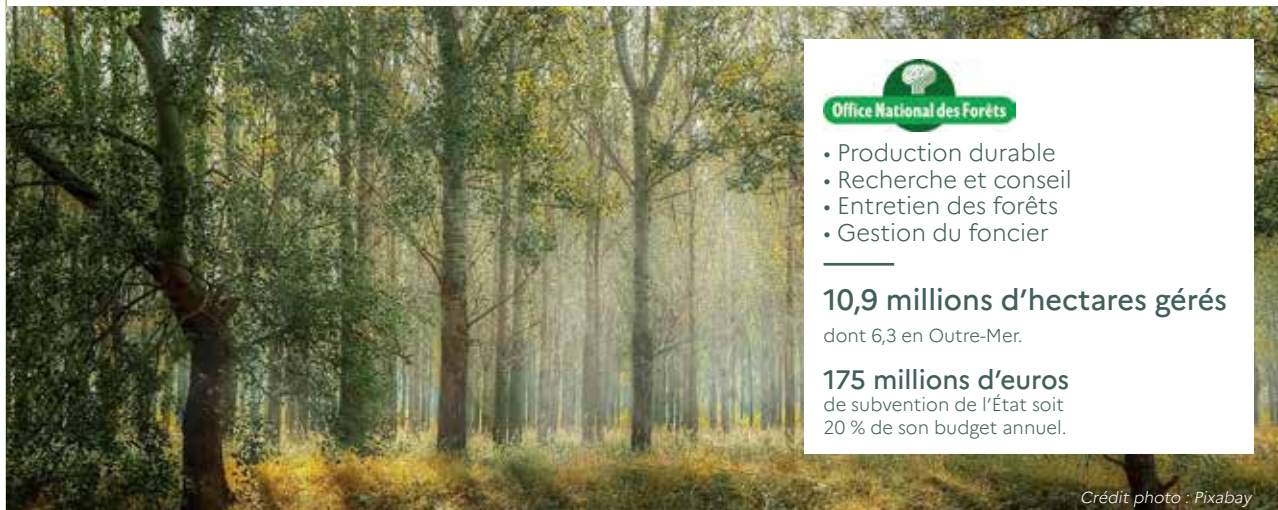 Office National des Forêts
• Production durable
• Recherche et conseil
• Entretien des forêts
• Gestion du foncier
10,9 millions d’hectares gérés
dont 6,3 en Outre-Mer.
175 millions d’euros
de subvention de l’État soit
20 % de son budget annuel.
Crédit photo : Pixabay